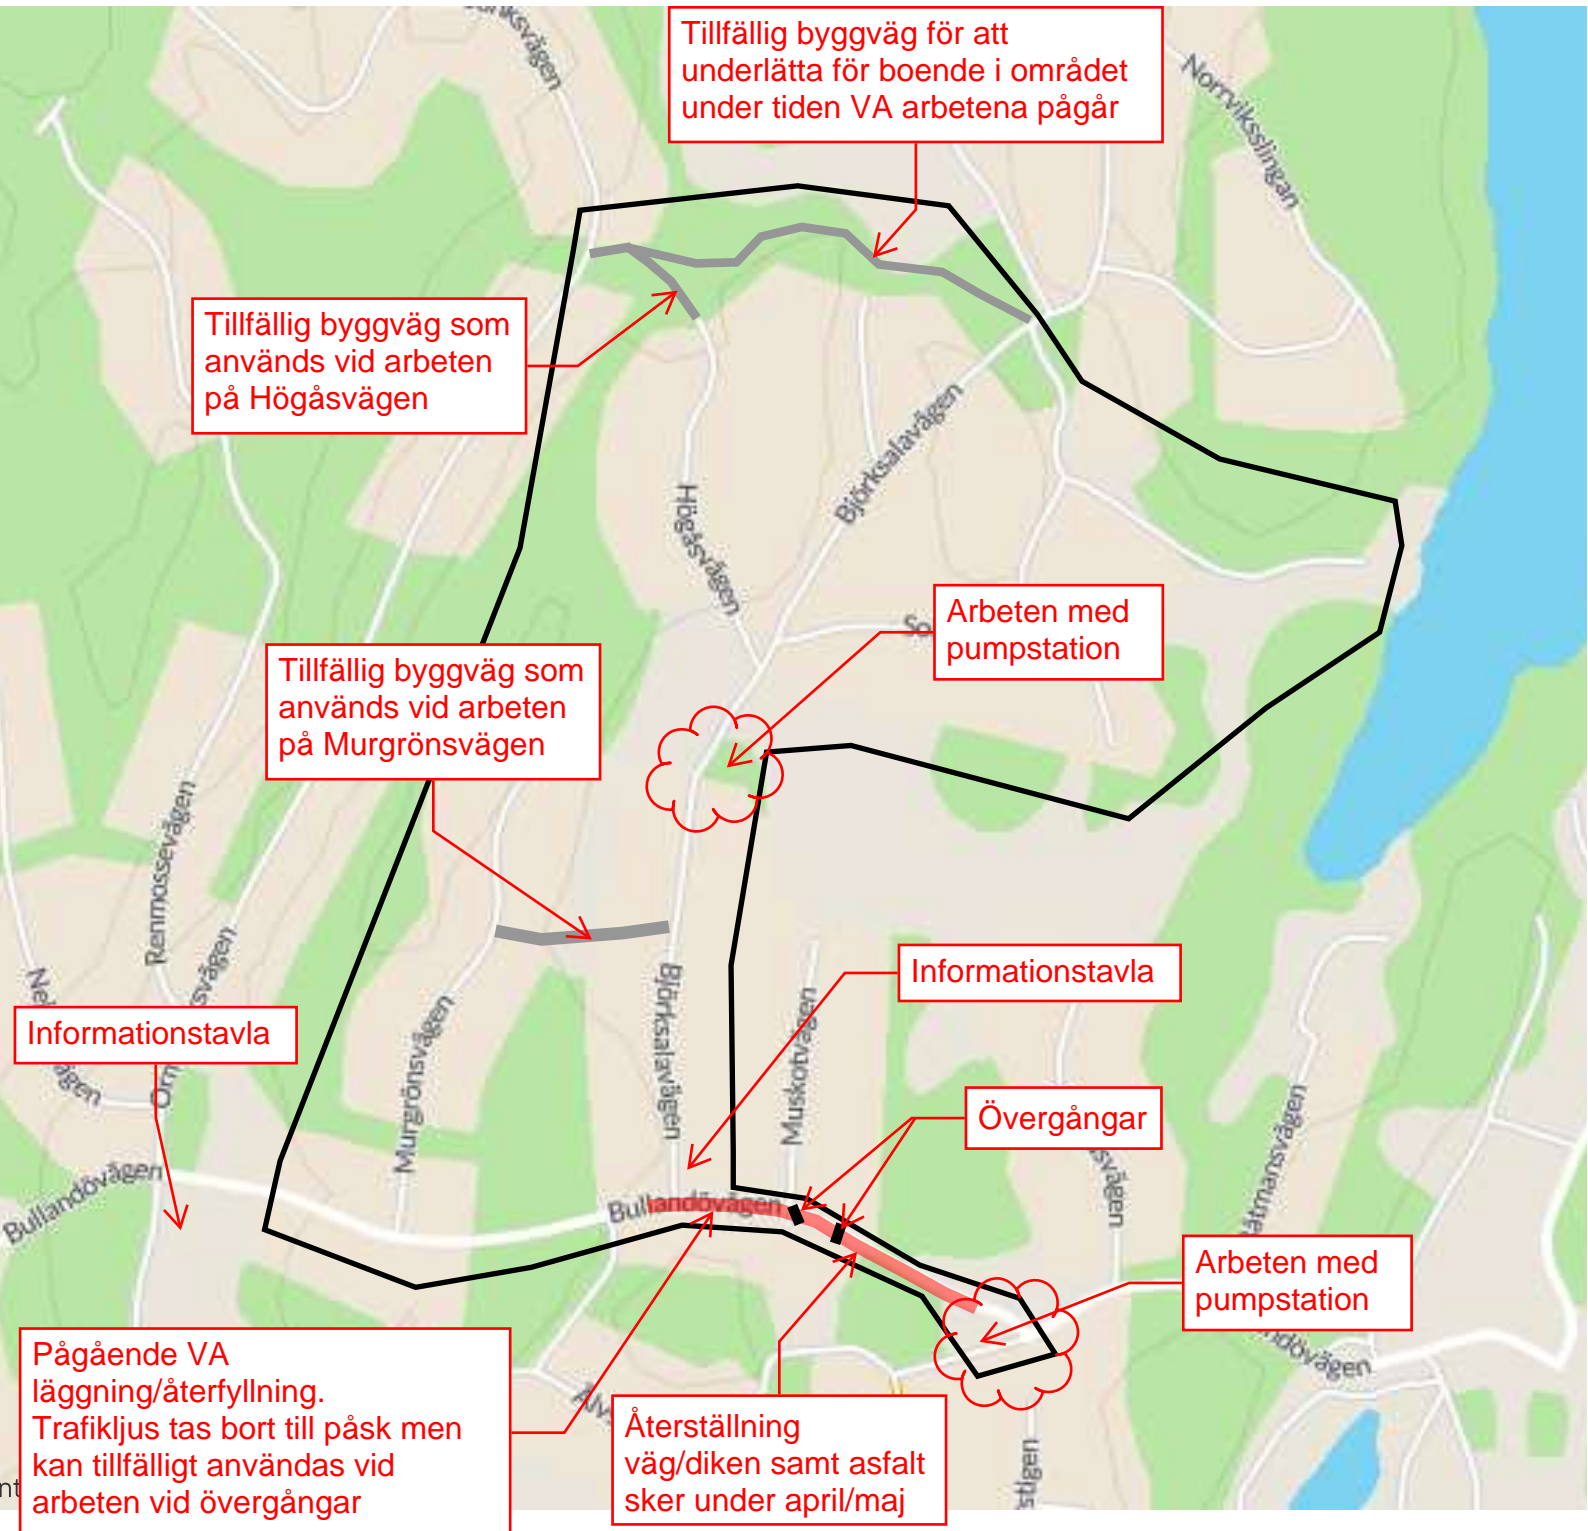 Tillfällig byggväg för att
underlätta för boende i området
under tiden VA arbetena pågår
Norrviksslingan
Tillfällig byggväg som
används vid arbeten
på Högåsvägen
Björksalavägen
Högåsvägen
Arbeten med
pumpstation
Tillfällig byggväg som
används vid arbeten
på Murgrönsvägen
Renmossevägen
Informationstavla
Björksalavägen
Muskotvägen
Informationstavla
Murgrönsvägen
Övergångar
Bullandövägen
Bullandövägen
Arbeten med
pumpstation
Pågående VA
läggning/återfyllning.
Trafikljus tas bort till påsk men
kan tillfälligt användas vid
arbeten vid övergångar
Återställning
väg/diken samt asfalt
sker under april/maj